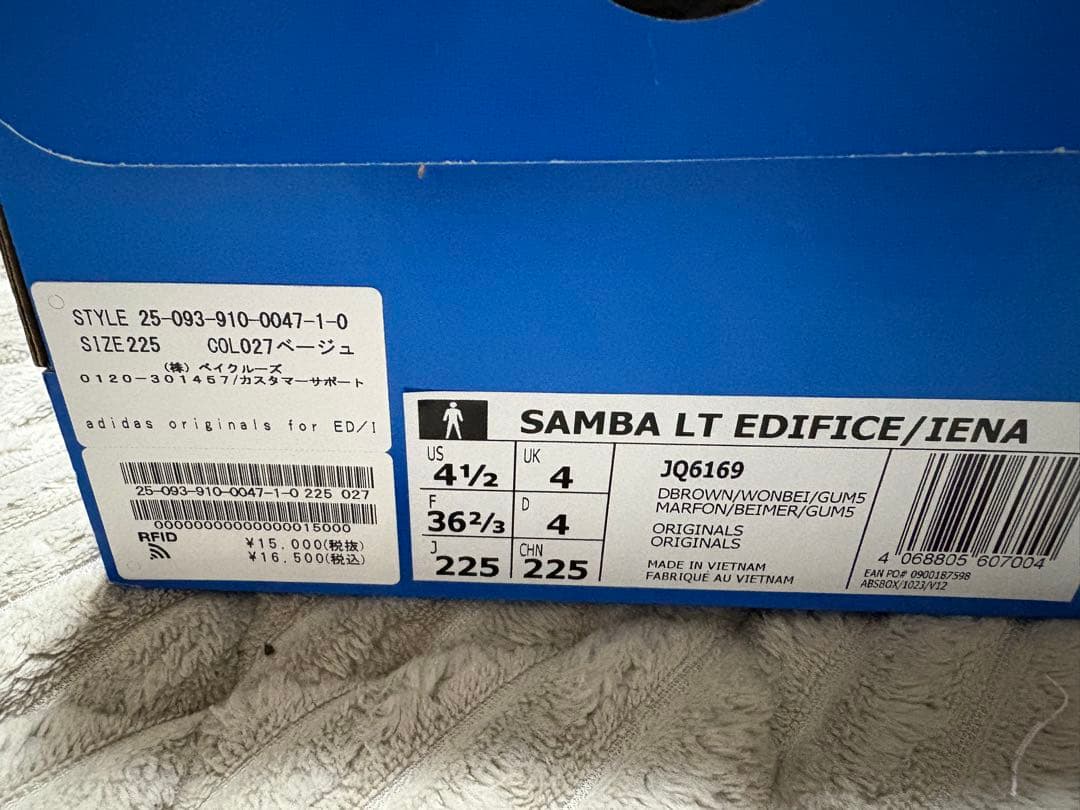 STYLE 25-093-910-0047-1-0
SIZE225 COL027ベージュ
（株）ベイクルーズ
0120-301457/カスタマーサポート
adidas originals for ED/I
25-093-910-0047-1-0 225 027
00000000000000015000
RFID
¥15,000(税抜)
¥16,500(税込)
SAMBA LT EDIFICE/IENA
US 4½
UK 4
F 36⅔
D 4
J 225
CHN 225
JQ6169
DBROWN/WONBEI/GUM5
MARFON/BEIMER/GUM5
ORIGINALS
ORIGINALS
MADE IN VIETNAM
FABRIQUÉ AU VIETNAM
4 068805 607004
EAN PO# 0900187598
ABSBOX/1023/V12